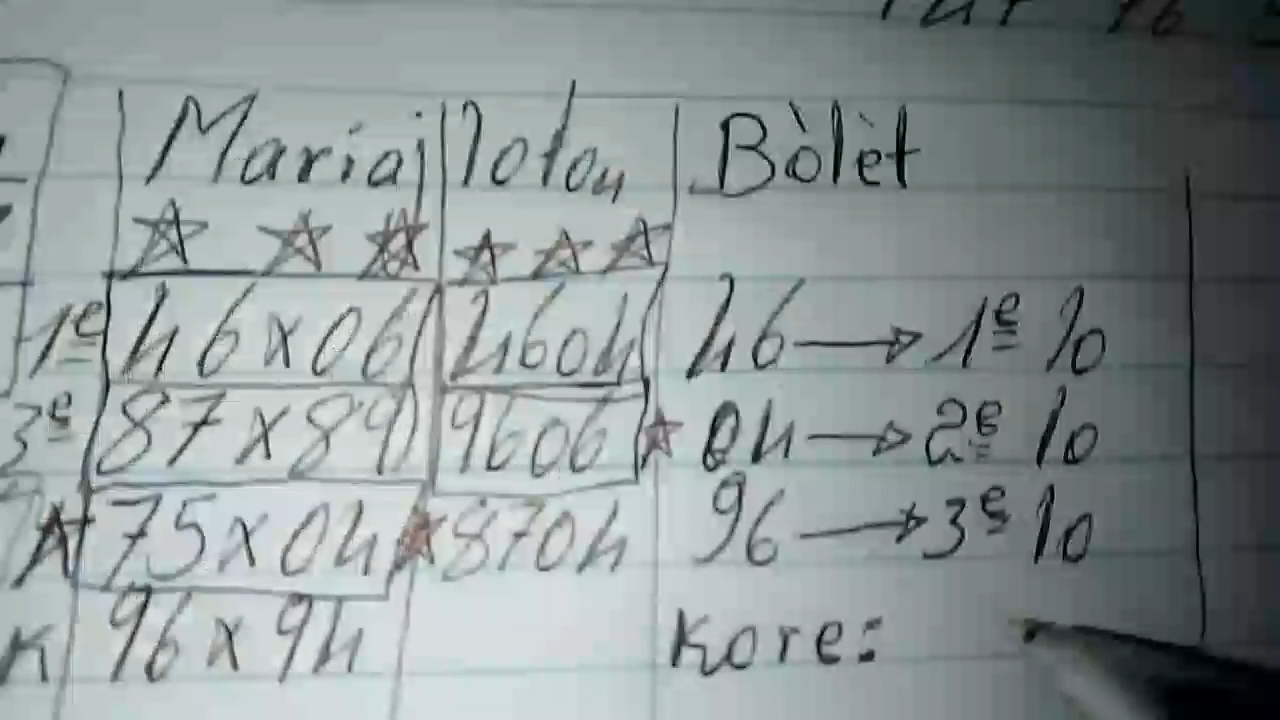 Mariaj loto4 Bòlèt
1e 46x06 4604 46 → 1e lo
3e 87x89 9606 04 → 2e lo
75x04 8704 96 → 3e lo
K 96x94 Kore: